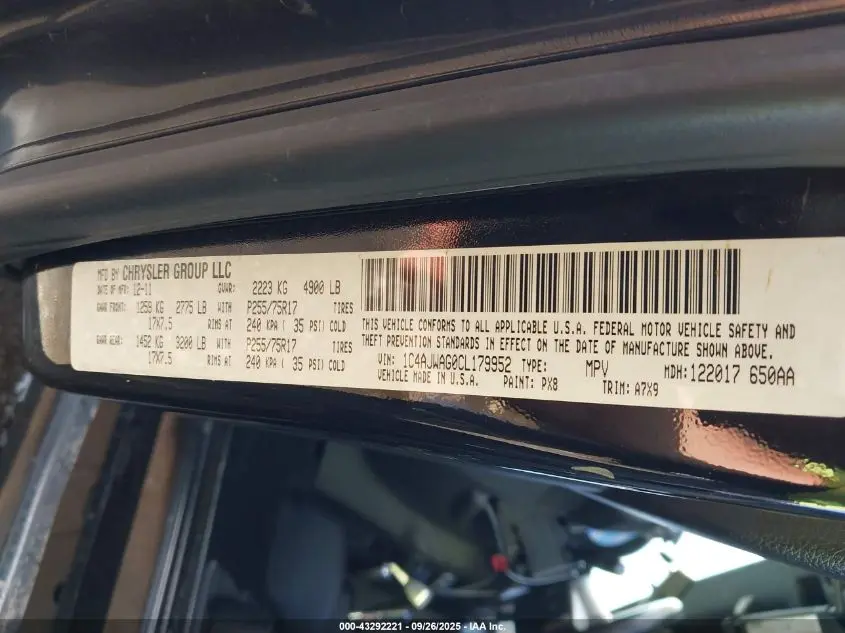 MFD BY CHRYSLER GROUP LLC
DATE OF MFR: 12-11 GVWR: 2223 KG 4900 LB
GAWR FRONT: 1259 KG 2775 LB WITH P255/75R17 TIRES
17X7.5 RIMS AT 240 KPA ( 35 PSI) COLD
GAWR REAR: 1452 KG 3200 LB WITH P255/75R17 TIRES
17X7.5 RIMS AT 240 KPA ( 35 PSI) COLD
THIS VEHICLE CONFORMS TO ALL APPLICABLE U.S.A. FEDERAL MOTOR VEHICLE SAFETY AND
THEFT PREVENTION STANDARDS IN EFFECT ON THE DATE OF MANUFACTURE SHOWN ABOVE.
VIN: 1C4AJWAG0CL179952 TYPE: MPV MDH:122017 650AA
VEHICLE MADE IN U.S.A. PAINT: PX8 TRIM: A7X9
000-43292221 - 09/26/2025 - IAA Inc.